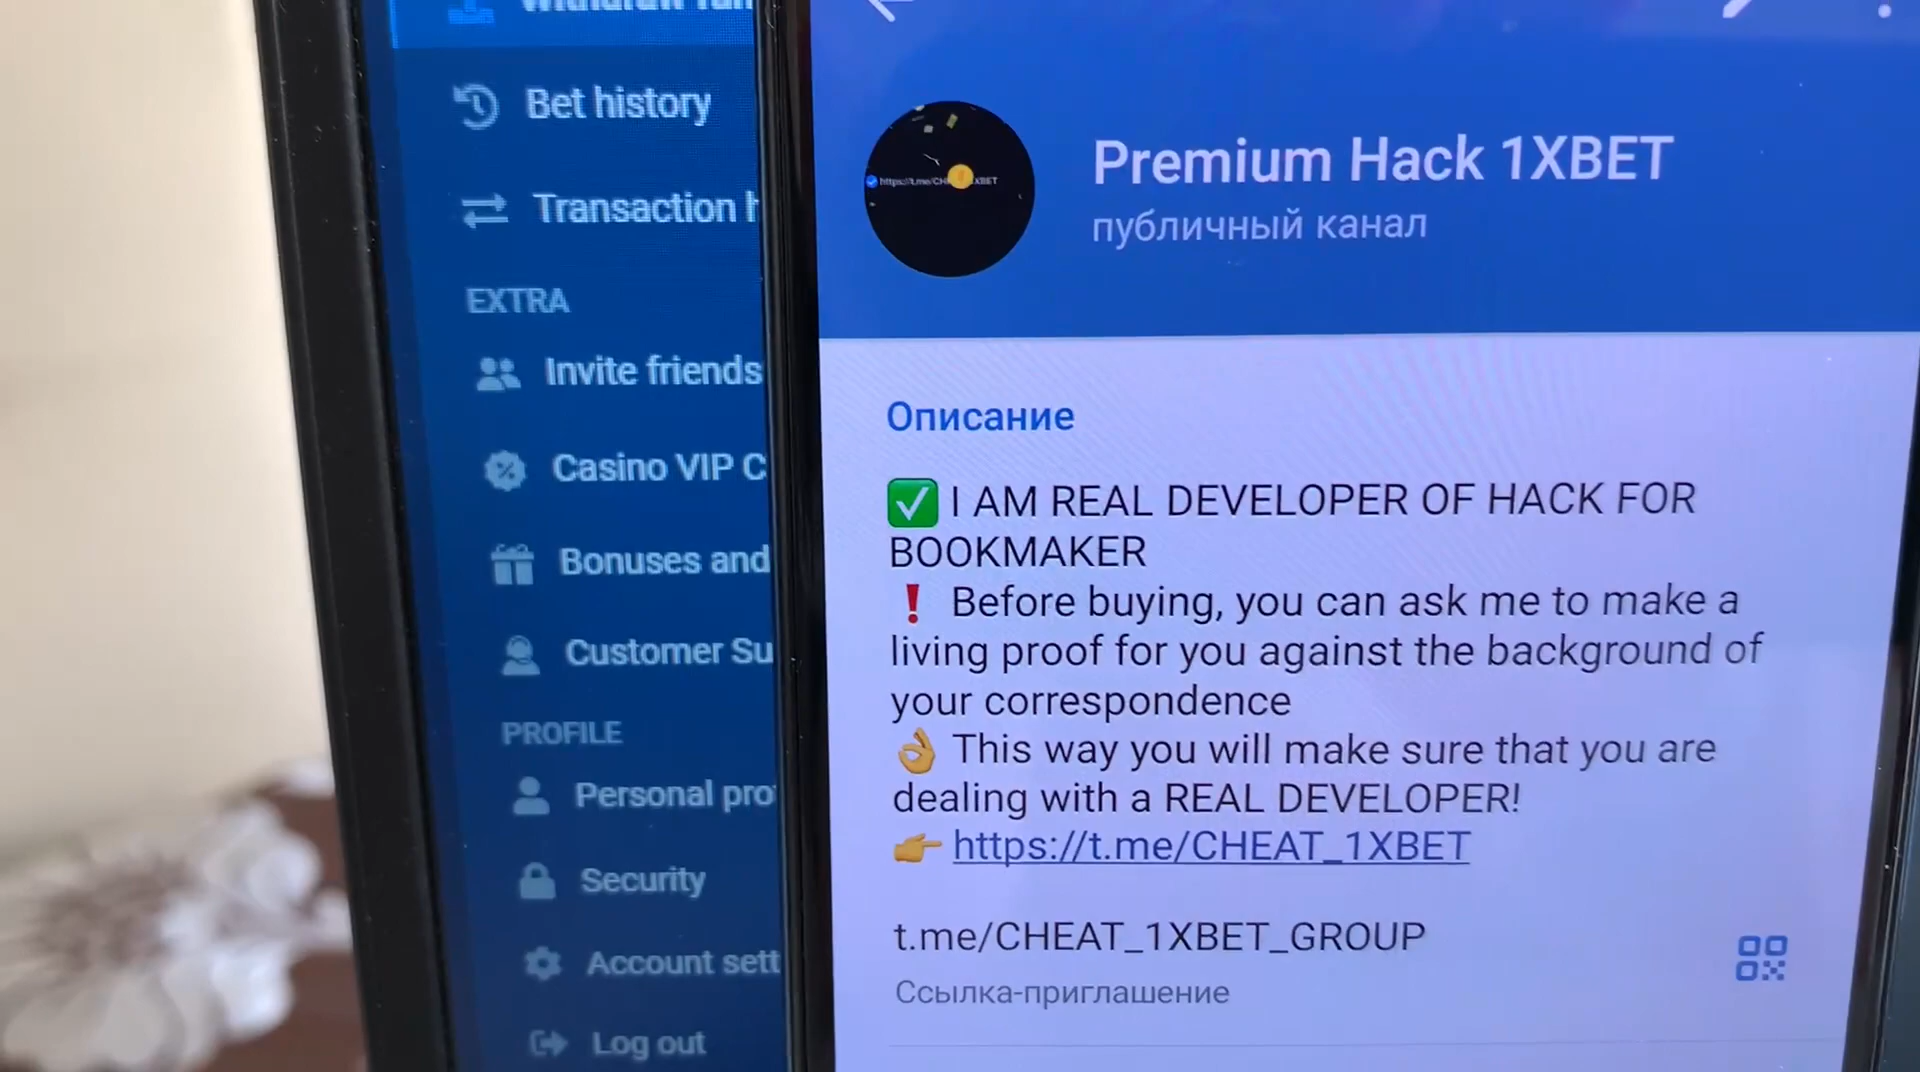 Bet history
Transaction
EXTRA
Invite friends
Casino VIP C
Bonuses and
Customer Su
PROFILE
Personal pro
Security
Account sett
Log out
Premium Hack 1XBET
публичный канал
Описание
✅ I AM REAL DEVELOPER OF HACK FOR
BOOKMAKER
❗ Before buying, you can ask me to make a
living proof for you against the background of
your correspondence
👌 This way you will make sure that you are
dealing with a REAL DEVELOPER!
👉 https://t.me/CHEAT_1XBET
t.me/CHEAT_1XBET_GROUP
Ссылка-приглашение